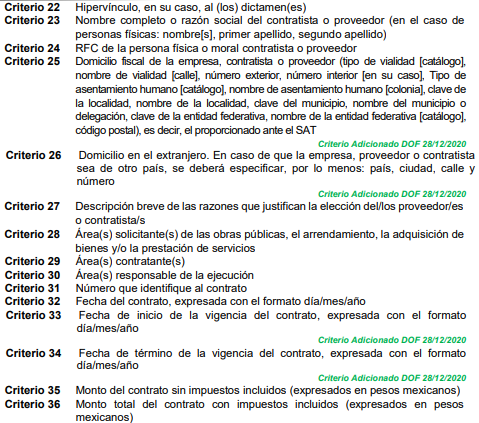 Criterio 22 Hipervínculo, en su caso, al (los) dictamen(es)
Criterio 23 Nombre completo o razón social del contratista o proveedor (en el caso de
personas físicas: nombre[s], primer apellido, segundo apellido)
Criterio 24 RFC de la persona física o moral contratista o proveedor
Criterio 25 Domicilio fiscal de la empresa, contratista o proveedor (tipo de vialidad [catálogo],
nombre de vialidad [calle], número exterior, número interior [en su caso], Tipo de
asentamiento humano [catálogo], nombre de asentamiento humano [colonia], clave de
la localidad, nombre de la localidad, clave del municipio, nombre del municipio o
delegación, clave de la entidad federativa, nombre de la entidad federativa [catálogo],
código postal), es decir, el proporcionado ante el SAT
Criterio Adicionado DOF 28/12/2020
Criterio 26 Domicilio en el extranjero. En caso de que la empresa, proveedor o contratista
sea de otro país, se deberá especificar, por lo menos: país, ciudad, calle y
número
Criterio Adicionado DOF 28/12/2020
Criterio 27 Descripción breve de las razones que justifican la elección del/los proveedor/es
o contratista/s
Criterio 28 Área(s) solicitante(s) de las obras públicas, el arrendamiento, la adquisición de
bienes y/o la prestación de servicios
Criterio 29 Área(s) contratante(s)
Criterio 30 Área(s) responsable de la ejecución
Criterio 31 Número que identifique al contrato
Criterio 32 Fecha del contrato, expresada con el formato día/mes/año
Criterio 33 Fecha de inicio de la vigencia del contrato, expresada con el formato
día/mes/año
Criterio Adicionado DOF 28/12/2020
Criterio 34 Fecha de término de la vigencia del contrato, expresada con el formato
día/mes/año
Criterio Adicionado DOF 28/12/2020
Criterio 35 Monto del contrato sin impuestos incluidos (expresados en pesos mexicanos)
Criterio 36 Monto total del contrato con impuestos incluidos (expresados en pesos
mexicanos)